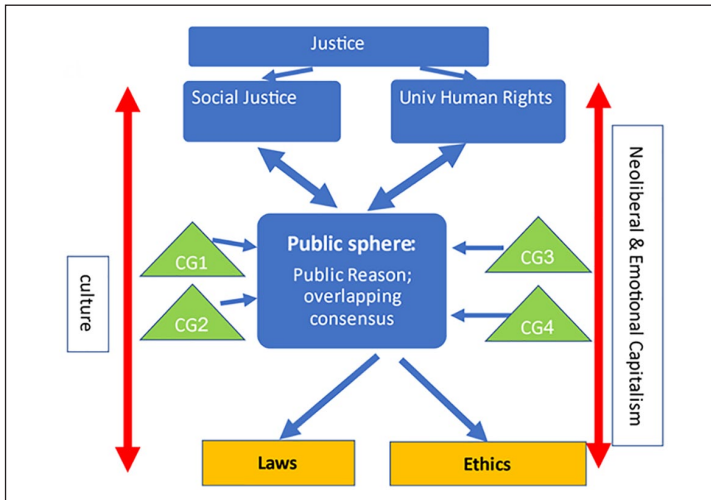 Justice
Social Justice
Univ Human Rights
Public sphere:
Public Reason;
overlapping
consensus
CG1
CG2
CG3
CG4
culture
Neoliberal & Emotional Capitalism
Laws
Ethics